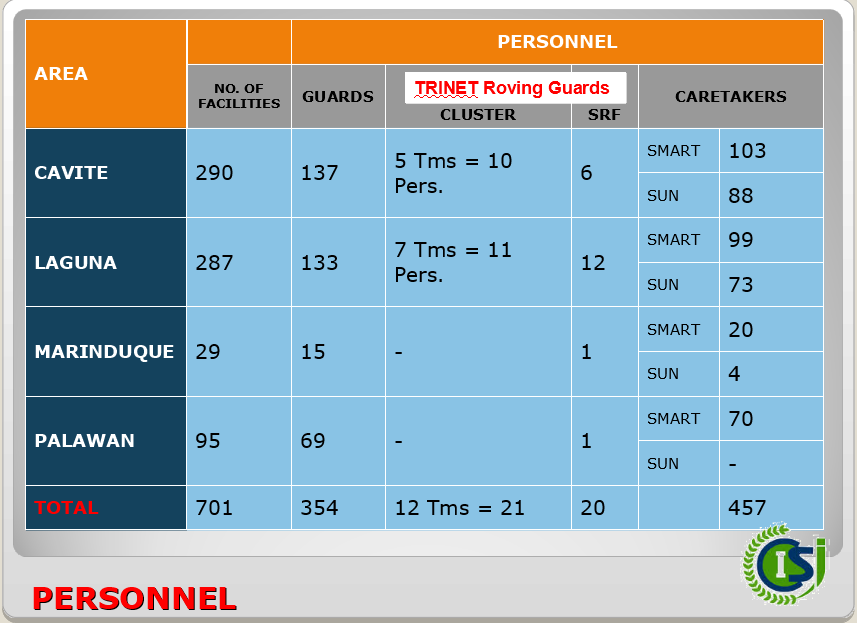 AREA
PERSONNEL
NO. OF
FACILITIES
GUARDS
TRINET Roving Guards
CLUSTER
SRF
CARETAKERS
CAVITE
290
137
5 Tms = 10
Pers.
6
SMART
103
SUN
88
LAGUNA
287
133
7 Tms = 11
Pers.
12
SMART
99
SUN
73
MARINDUQUE
29
15
-
1
SMART
20
SUN
4
PALAWAN
95
69
-
1
SMART
70
SUN
-
TOTAL
701
354
12 Tms = 21
20
457
PERSONNEL
ISJ